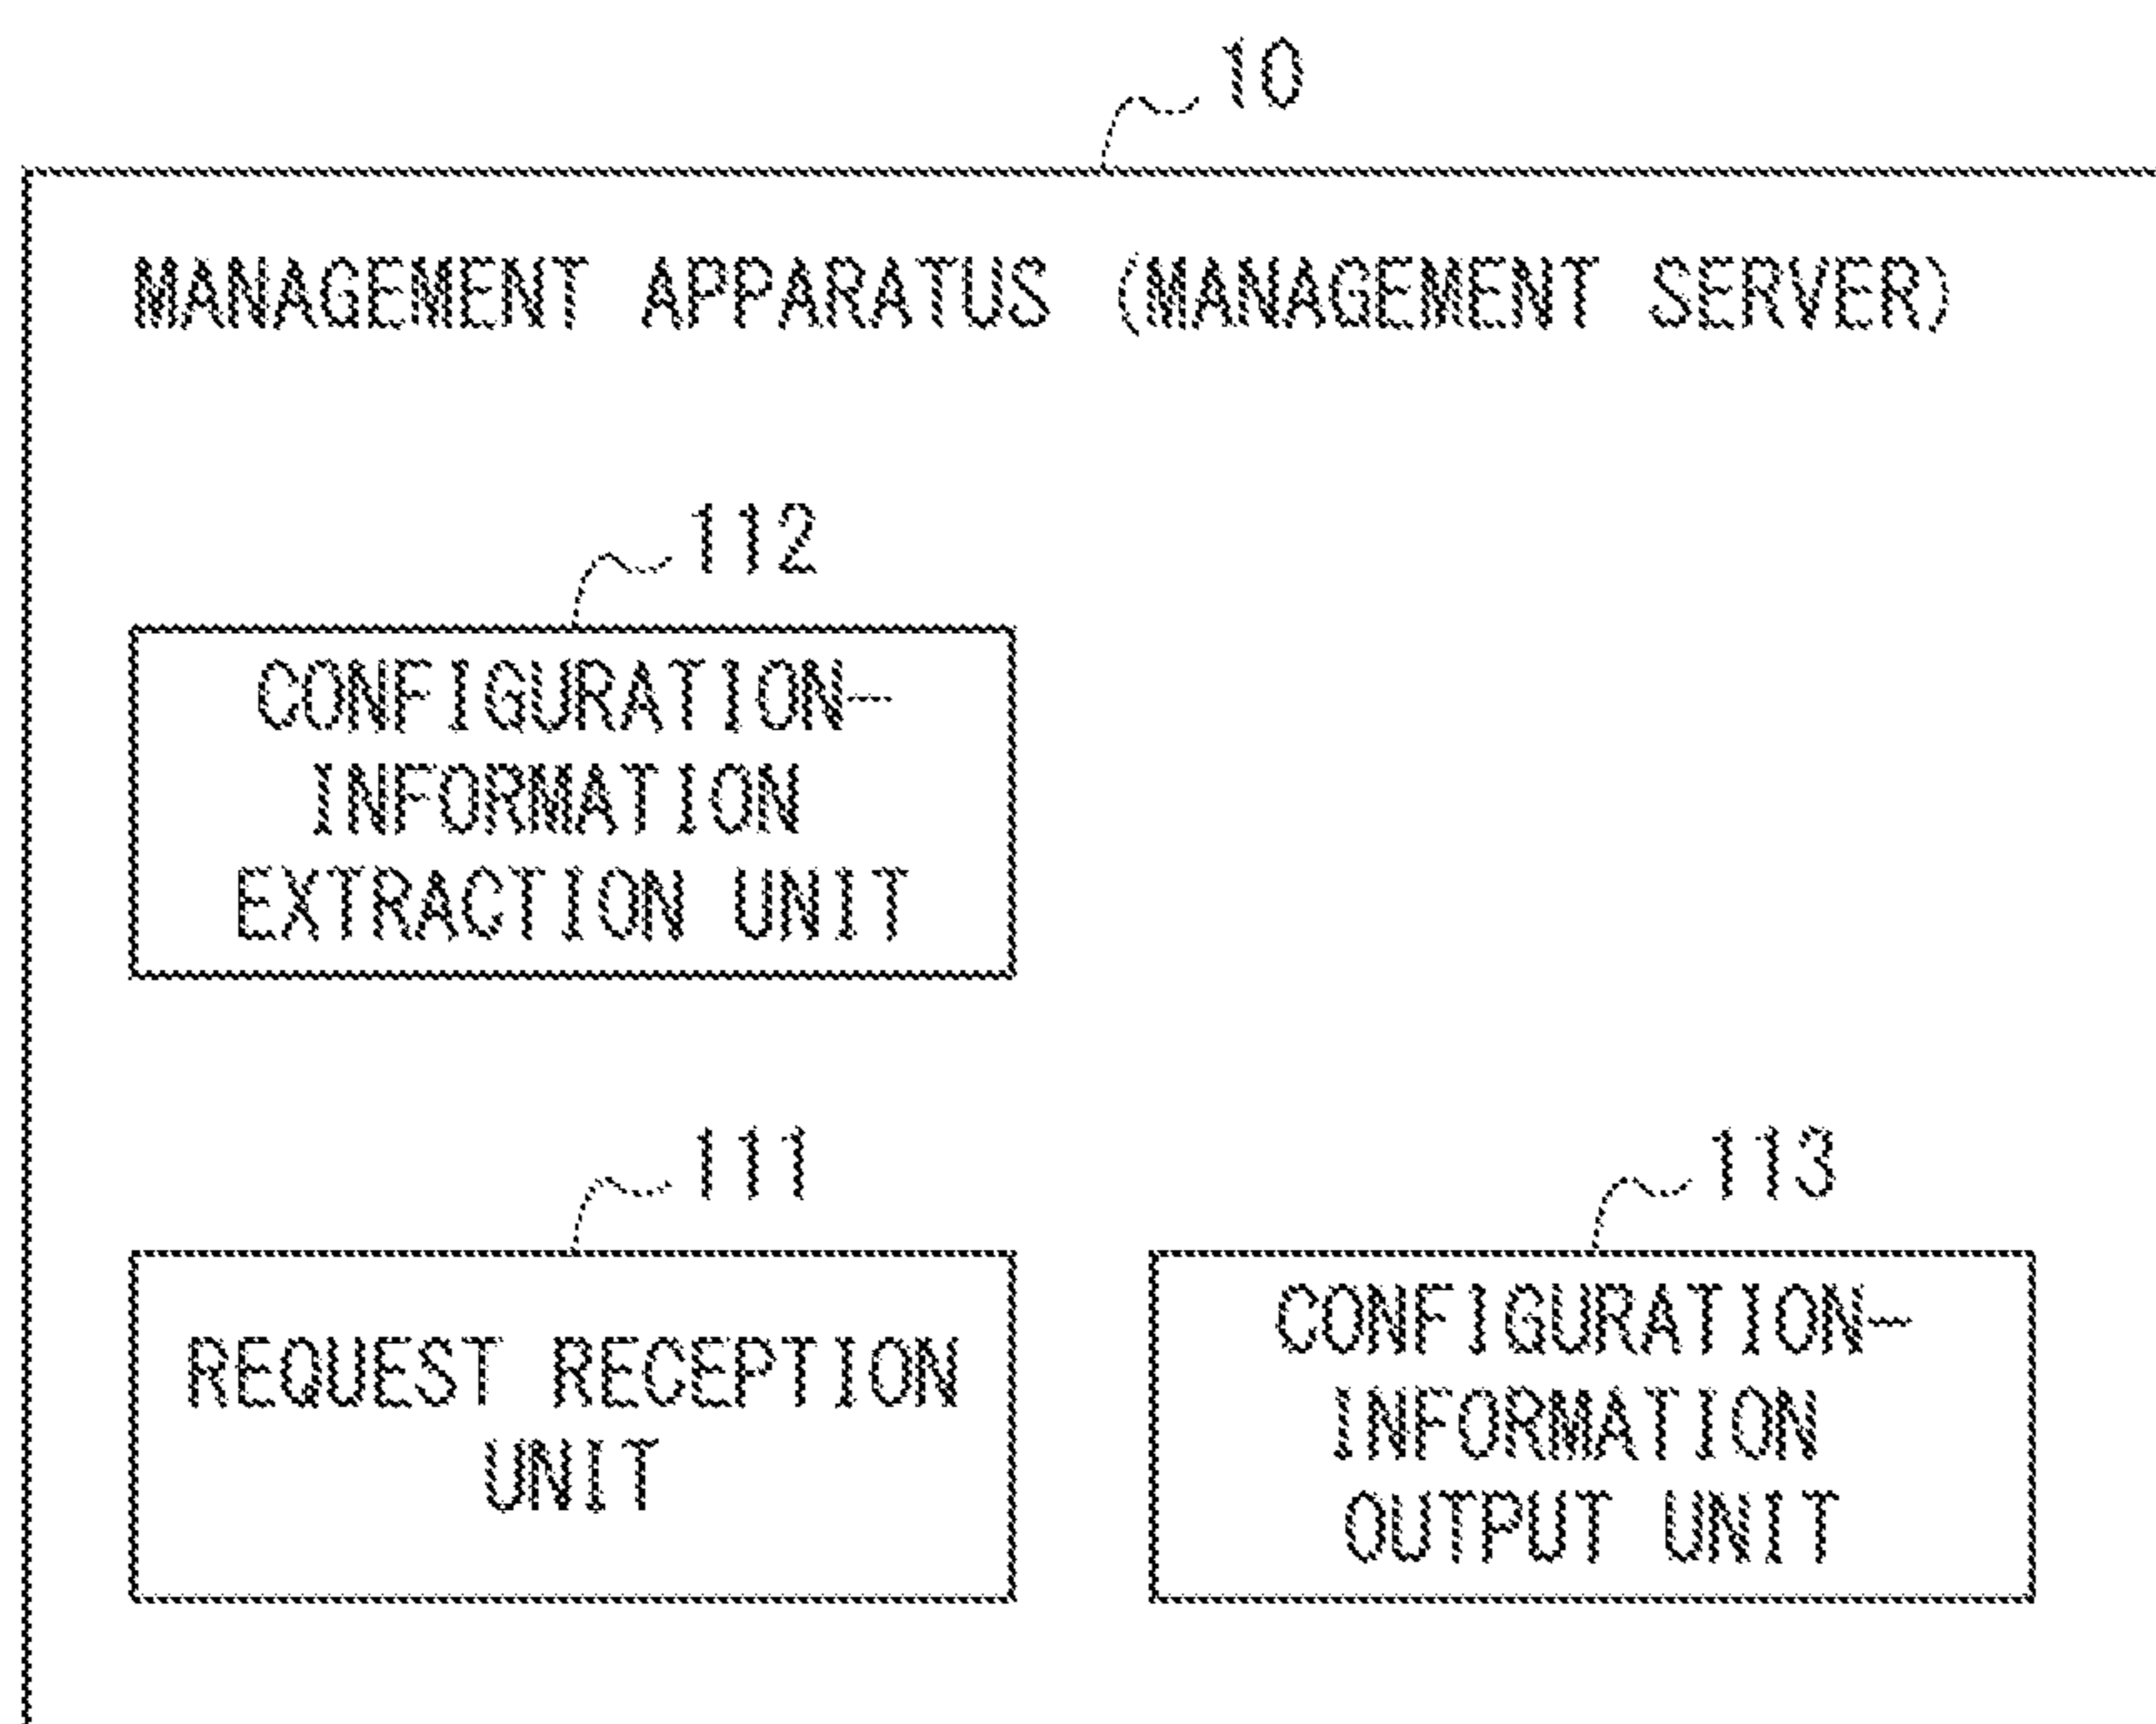 10
MANAGEMENT APPARATUS (MANAGEMENT SERVER)
112
CONFIGURATION-
INFORMATION
EXTRACTION UNIT
111
REQUEST RECEPTION
UNIT
113
CONFIGURATION-
INFORMATION
OUTPUT UNIT